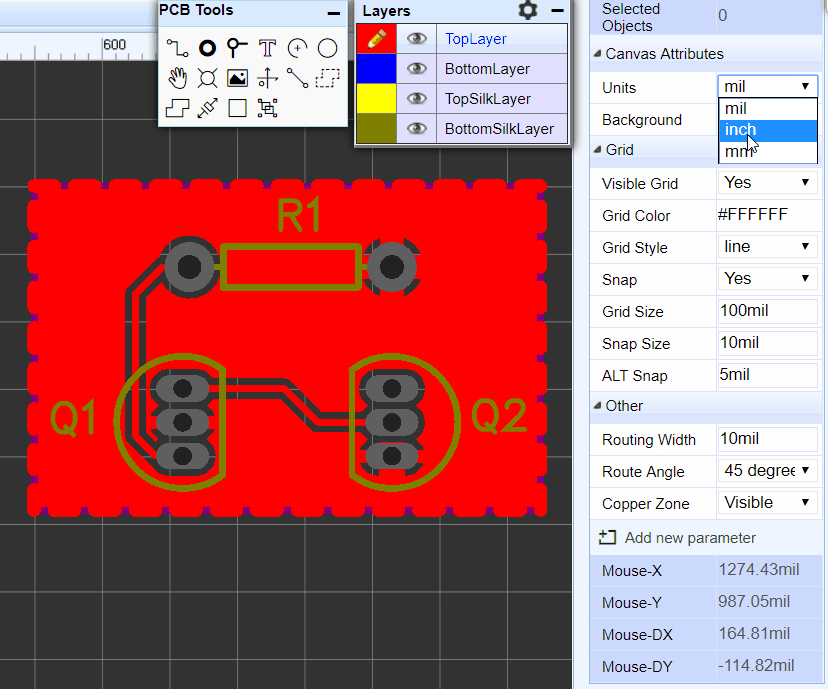 600
PCB Tools
Layers
TopLayer
BottomLayer
TopSilkLayer
BottomSilkLayer
R1
Q1
Q2
Selected Objects
0
Canvas Attributes
Units
mil
mil
inch
mm
Background
Grid
Visible Grid
Yes
Grid Color
#FFFFFF
Grid Style
line
Snap
Yes
Grid Size
100mil
Snap Size
10mil
ALT Snap
5mil
Other
Routing Width
10mil
Route Angle
45 degree
Copper Zone
Visible
Add new parameter
Mouse-X
1274.43mil
Mouse-Y
987.05mil
Mouse-DX
164.81mil
Mouse-DY
-114.82mil